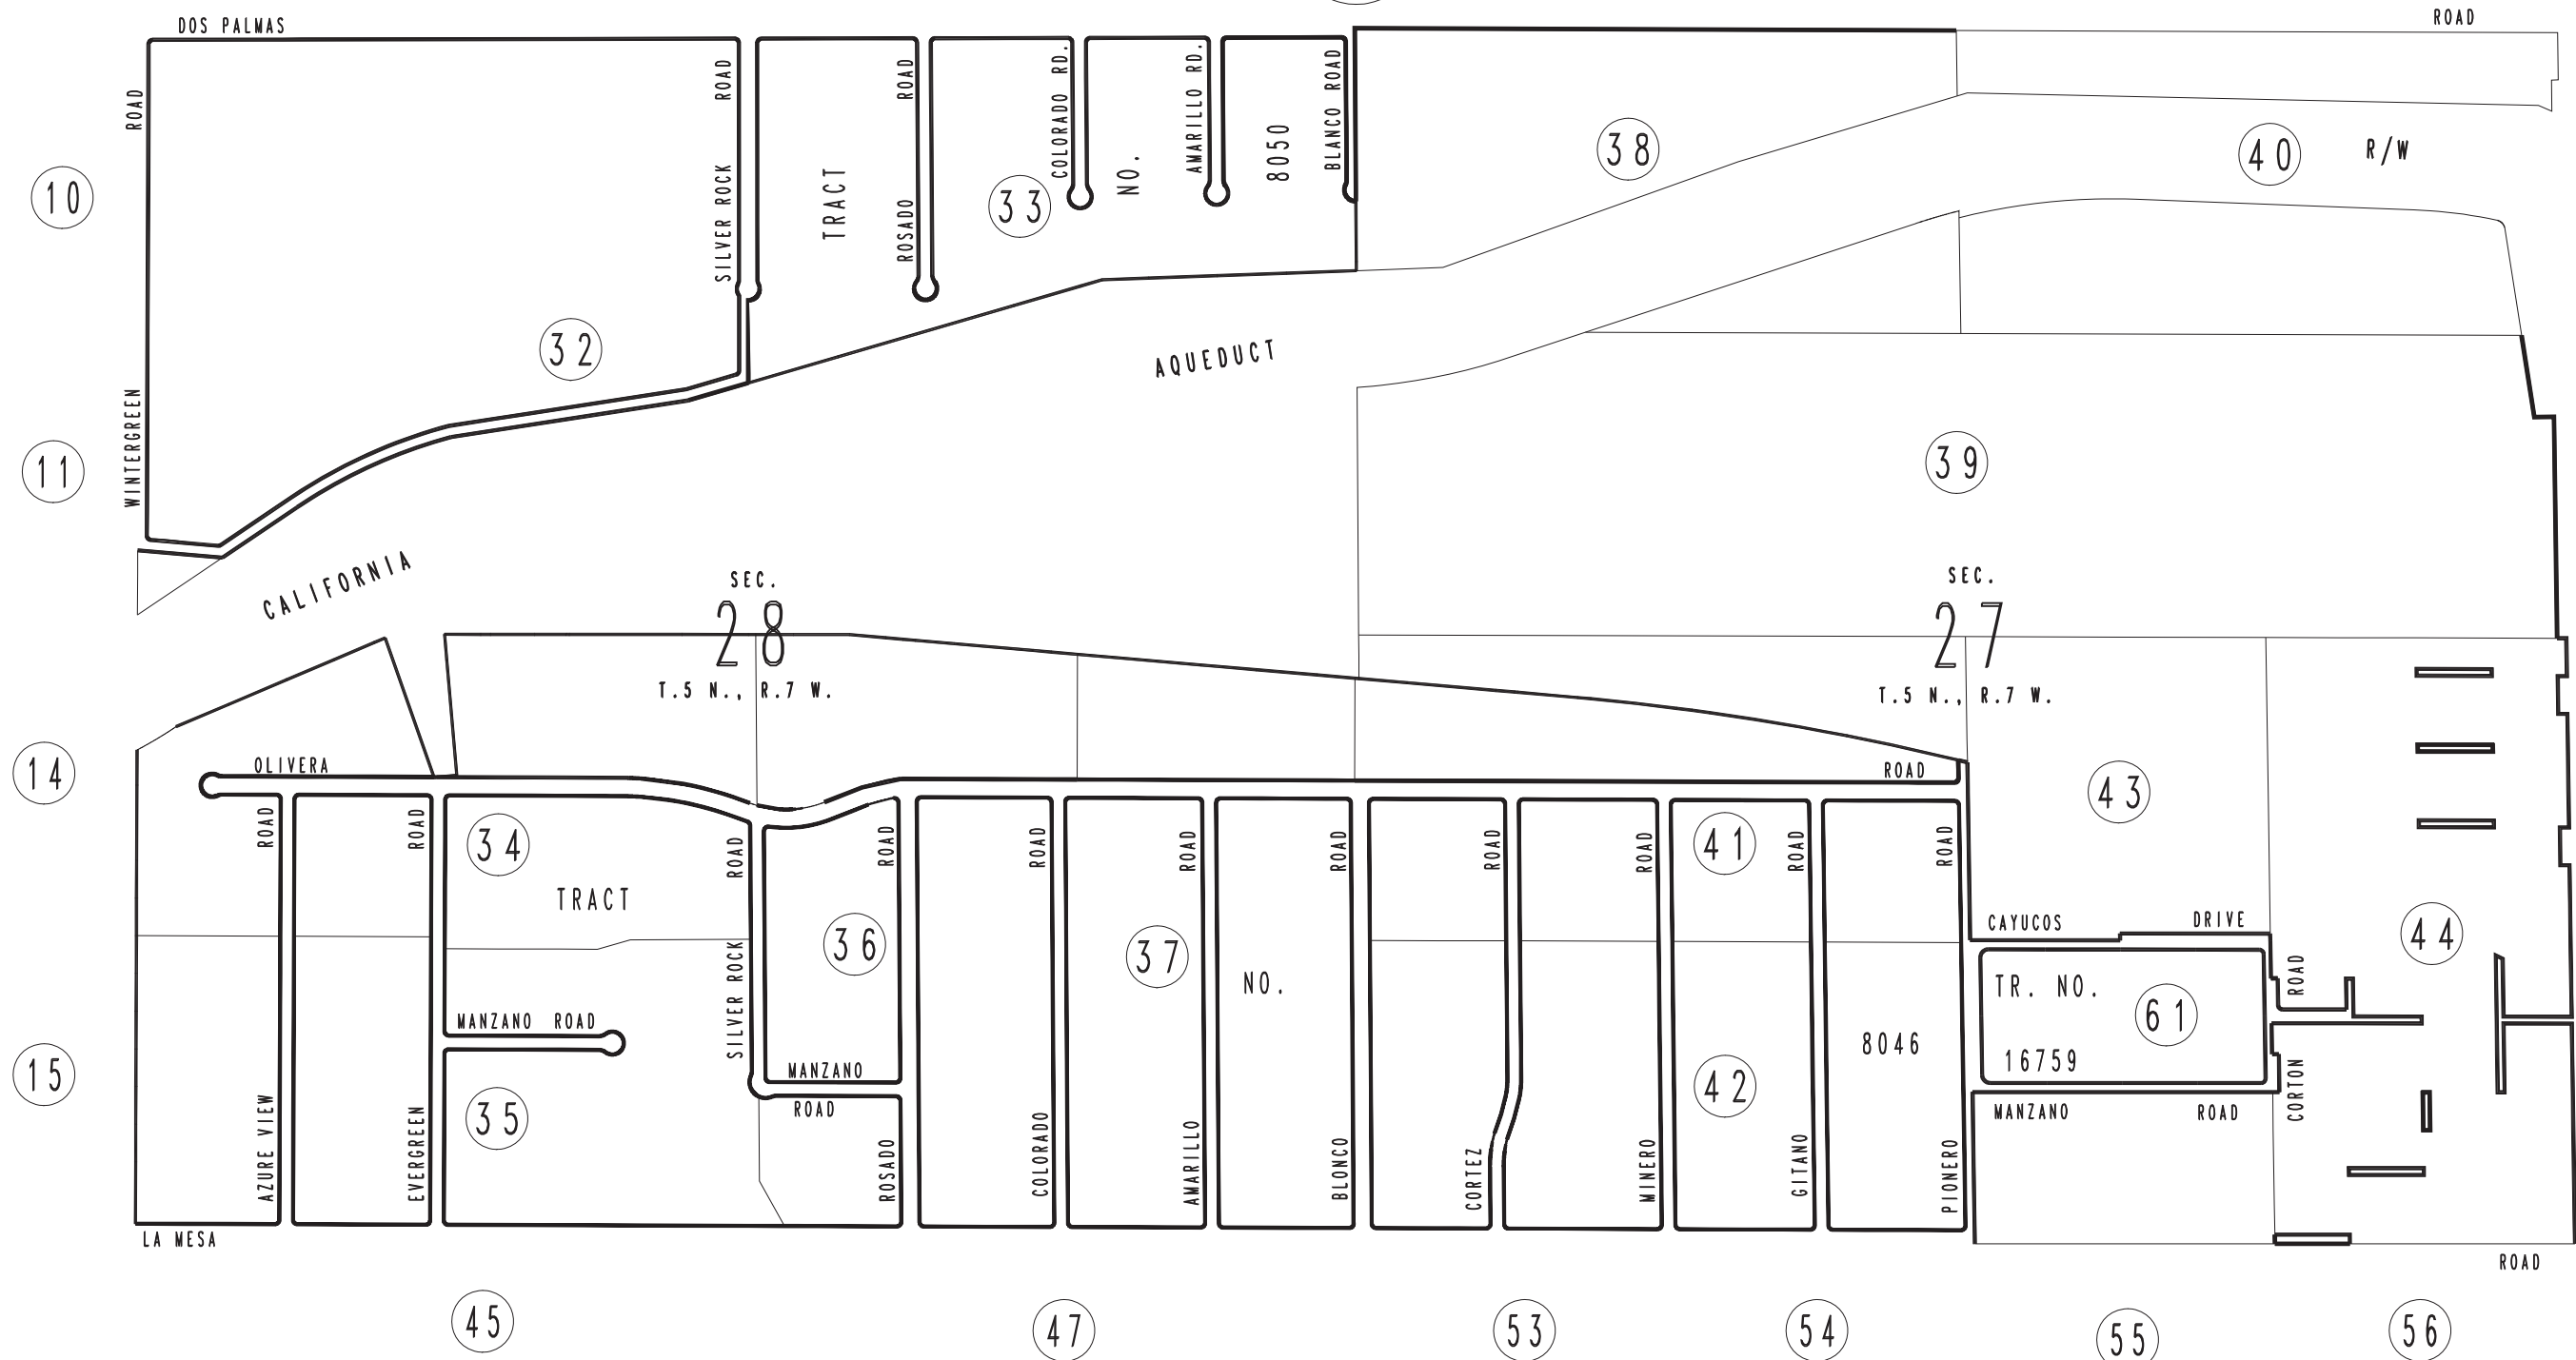 DOS PALMAS
ROAD
ROAD
WINTERGREEN
ROAD
SILVER ROCK
TRACT
ROAD
ROSADO
COLORADO RD.
NO.
AMARILLO RD.
8050
BLANCO ROAD
10
32
33
38
40
R/W
11
AQUEDUCT
39
CALIFORNIA
SEC.
28
T.5 N., R.7 W.
SEC.
27
T.5 N., R.7 W.
14
OLIVERA
ROAD
ROAD
ROAD
34
TRACT
ROAD
SILVER ROCK
ROAD
36
ROAD
37
ROAD
NO.
ROAD
ROAD
ROAD
41
ROAD
ROAD
43
CAYUCOS
DRIVE
44
ROAD
15
MANZANO ROAD
MANZANO
ROAD
35
42
8046
TR. NO.
61
16759
MANZANO
ROAD
CORTON
AZURE VIEW
EVERGREEN
ROSADO
COLORADO
AMARILLO
BLONCO
CORTEZ
MINERO
GITANO
PIONERO
LA MESA
ROAD
45
47
53
54
55
56